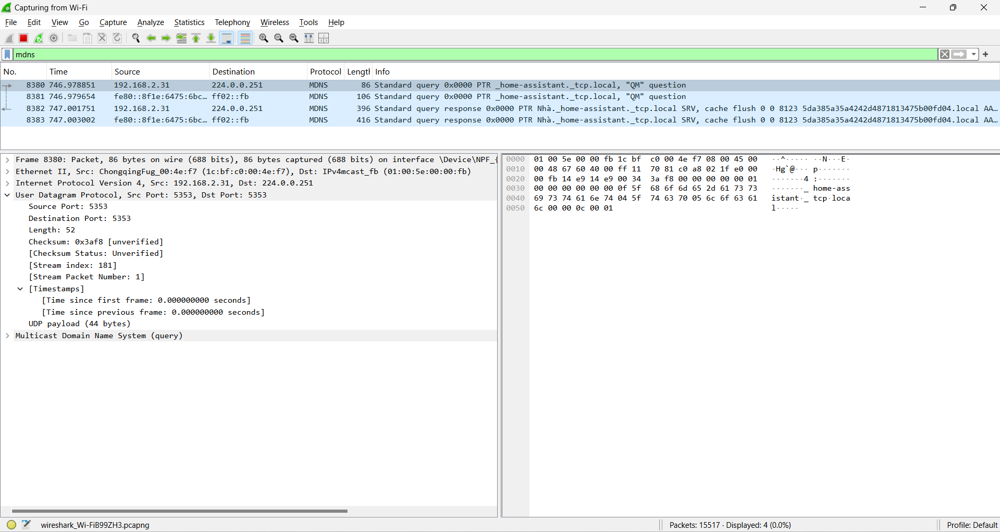 Capturing from Wi-Fi
File Edit View Go Capture Analyze Statistics Telephony Wireless Tools Help
mdns
No. Time Source Destination Protocol Length Info
8380 746.978851 192.168.2.31 224.0.0.251 MDNS 86 Standard query 0x0000 PTR _home-assistant._tcp.local, "QM" question
8381 746.979654 fe80::8f1e:6475:6bc… ff02::fb MDNS 106 Standard query 0x0000 PTR _home-assistant._tcp.local, "QM" question
8382 747.001751 192.168.2.31 224.0.0.251 MDNS 396 Standard query response 0x0000 PTR Nhà._home-assistant._tcp.local SRV, cache flush 0 0 8123 5da385a35a4242d4871813475b00fd04.local AA…
8383 747.003002 fe80::8f1e:6475:6bc… ff02::fb MDNS 416 Standard query response 0x0000 PTR Nhà._home-assistant._tcp.local SRV, cache flush 0 0 8123 5da385a35a4242d4871813475b00fd04.local AA…
Frame 8380: Packet, 86 bytes on wire (688 bits), 86 bytes captured (688 bits) on interface \Device\NPF_{
Ethernet II, Src: ChongqingFug_00:4e:f7 (1c:bf:c0:00:4e:f7), Dst: IPv4mcast_fb (01:00:5e:00:00:fb)
Internet Protocol Version 4, Src: 192.168.2.31, Dst: 224.0.0.251
User Datagram Protocol, Src Port: 5353, Dst Port: 5353
Source Port: 5353
Destination Port: 5353
Length: 52
Checksum: 0x3af8 [unverified]
[Checksum Status: Unverified]
[Stream index: 181]
[Stream Packet Number: 1]
[Timestamps]
[Time since first frame: 0.000000000 seconds]
[Time since previous frame: 0.000000000 seconds]
UDP payload (44 bytes)
Multicast Domain Name System (query)
0000 01 00 5e 00 00 fb 1c bf c0 00 4e f7 08 00 45 00 ··^····· ··N···E·
0010 00 48 67 60 40 00 ff 11 70 81 c0 a8 02 1f e0 00 ·Hg`@··· p·······
0020 00 fb 14 e9 14 e9 00 34 3a f8 00 00 00 00 00 01 ·······4 :·······
0030 00 00 00 00 00 00 0f 5f 68 6f 6d 65 2d 61 73 73 ·······_ home-ass
0040 69 73 74 61 6e 74 04 5f 74 63 70 05 6c 6f 63 61 istant·_ tcp·loca
0050 6c 00 00 0c 00 01 l·····
wireshark_Wi-FiB99ZH3.pcapng
Packets: 15517 · Displayed: 4 (0.0%)
Profile: Default